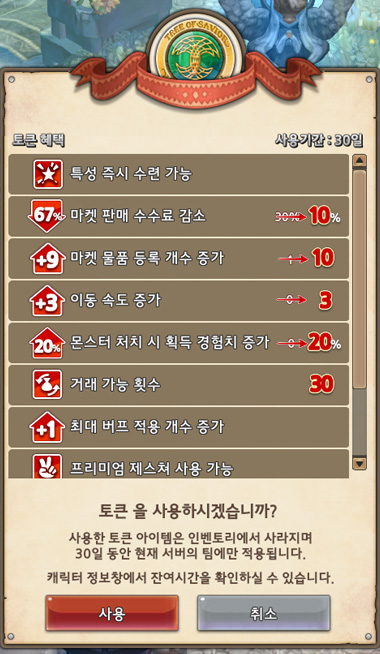 TREE OF SAVIOR
토큰 혜택 사용기간 : 30일
특성 즉시 수련 가능
67% 마켓 판매 수수료 감소 30% 10%
+9 마켓 물품 등록 개수 증가 1 10
+3 이동 속도 증가 0 3
20% 몬스터 처치 시 획득 경험치 증가 0 20%
거래 가능 횟수 30
+1 최대 버프 적용 개수 증가
프리미엄 제스쳐 사용 가능
토큰 을 사용하시겠습니까?
사용한 토큰 아이템은 인벤토리에서 사라지며
30일 동안 현재 서버의 팀에만 적용됩니다.
캐릭터 정보창에서 잔여시간을 확인하실 수 있습니다.
사용 취소